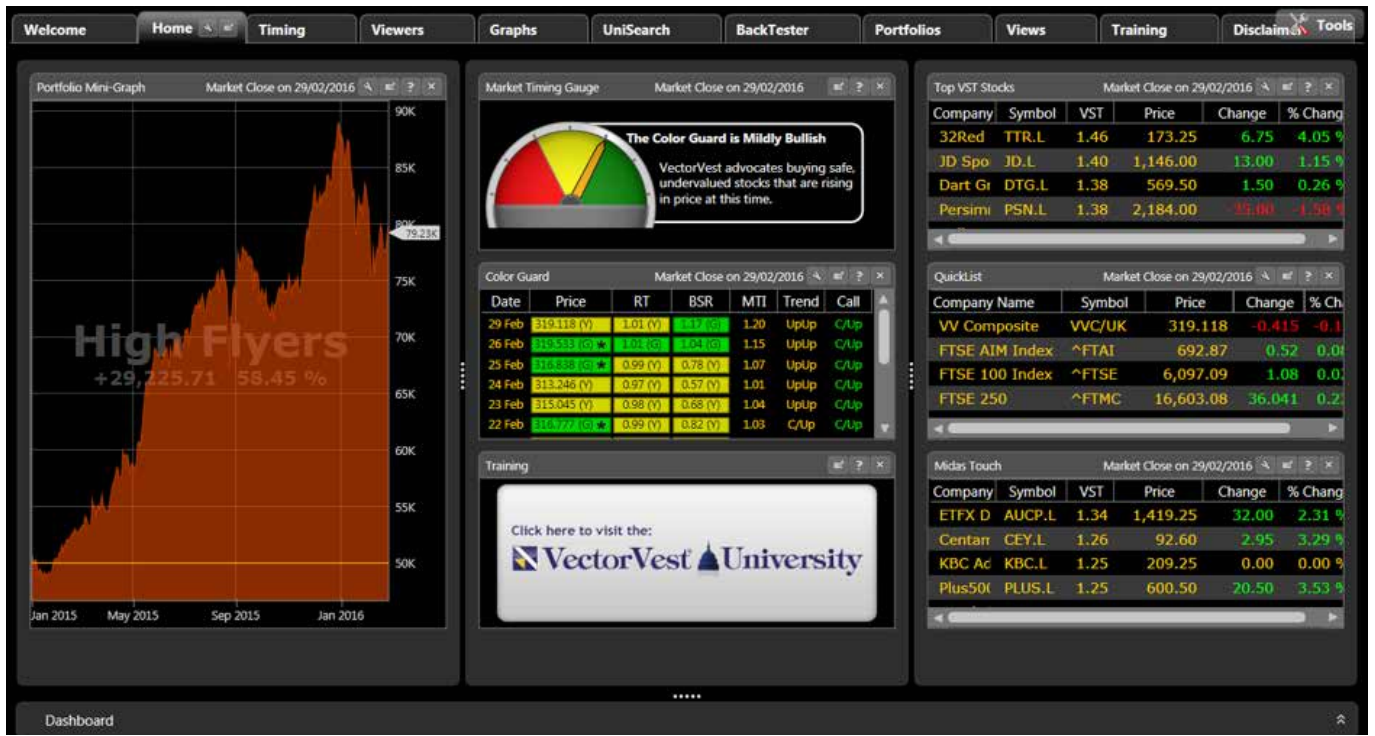 Welcome Home Timing Viewers Graphs UniSearch BackTester Portfolios Views Training Tools
Portfolio Mini-Graph Market Close on 29/02/2016 ?
90K
85K
80K
79.23K
75K
70K
65K
60K
55K
50K
High Flyers
+29,225.71 58.45 %
Jan 2015 May 2015 Sep 2015 Jan 2016
Market Timing Gauge Market Close on 29/02/2016 ?
The Color Guard is Mildly Bullish
VectorVest advocates buying safe,
undervalued stocks that are rising
in price at this time.
Color Guard Market Close on 29/02/2016 ?
Date Price RT BSR MTI Trend Call
29 Feb 319.118 (Y) 1.01 (Y) 1.17 (G) 1.20 UpUp C/Up
26 Feb 319.533 (G) ★ 1.01 (G) 1.04 (G) 1.15 UpUp C/Up
25 Feb 316.838 (G) ★ 0.99 (Y) 0.78 (Y) 1.07 UpUp C/Up
24 Feb 313.246 (Y) 0.97 (Y) 0.57 (Y) 1.01 UpUp C/Up
23 Feb 315.045 (Y) 0.98 (Y) 0.68 (Y) 1.04 UpUp C/Up
22 Feb 316.777 (G) ★ 0.99 (Y) 0.82 (Y) 1.03 C/Up C/Up
Training ?
Click here to visit the:
VectorVest University
Top VST Stocks Market Close on 29/02/2016 ?
Company Symbol VST Price Change % Chang
32Red TTR.L 1.46 173.25 6.75 4.05 %
JD Spo JD.L 1.40 1,146.00 13.00 1.15 %
Dart Gr DTG.L 1.38 569.50 1.50 0.26 %
Persimi PSN.L 1.38 2,184.00 -35.00 -1.58 %
QuickList Market Close on 29/02/2016 ?
Company Name Symbol Price Change % Ch
VV Composite VVC/UK 319.118 -0.415 -0.1
FTSE AIM Index ^FTAI 692.87 0.52 0.0
FTSE 100 Index ^FTSE 6,097.09 1.08 0.0
FTSE 250 ^FTMC 16,603.08 36.041 0.2
Midas Touch Market Close on 29/02/2016 ?
Company Symbol VST Price Change % Chang
ETFX D AUCP.L 1.34 1,419.25 32.00 2.31 %
Centam CEY.L 1.26 92.60 2.95 3.29 %
KBC Ad KBC.L 1.25 209.25 0.00 0.00 %
Plus50( PLUS.L 1.25 600.50 20.50 3.53 %
Dashboard